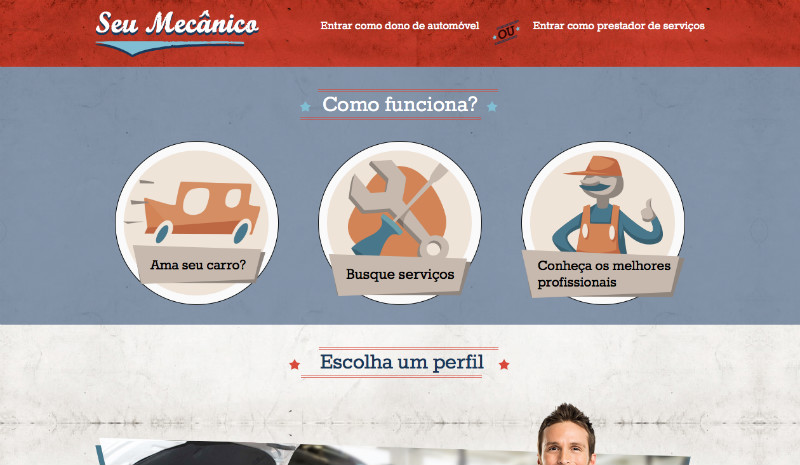 Seu Mecânico
Entrar como dono de automóvel
OU
Entrar como prestador de serviços
Como funciona?
Ama seu carro?
Busque serviços
Conheça os melhores
profissionais
Escolha um perfil